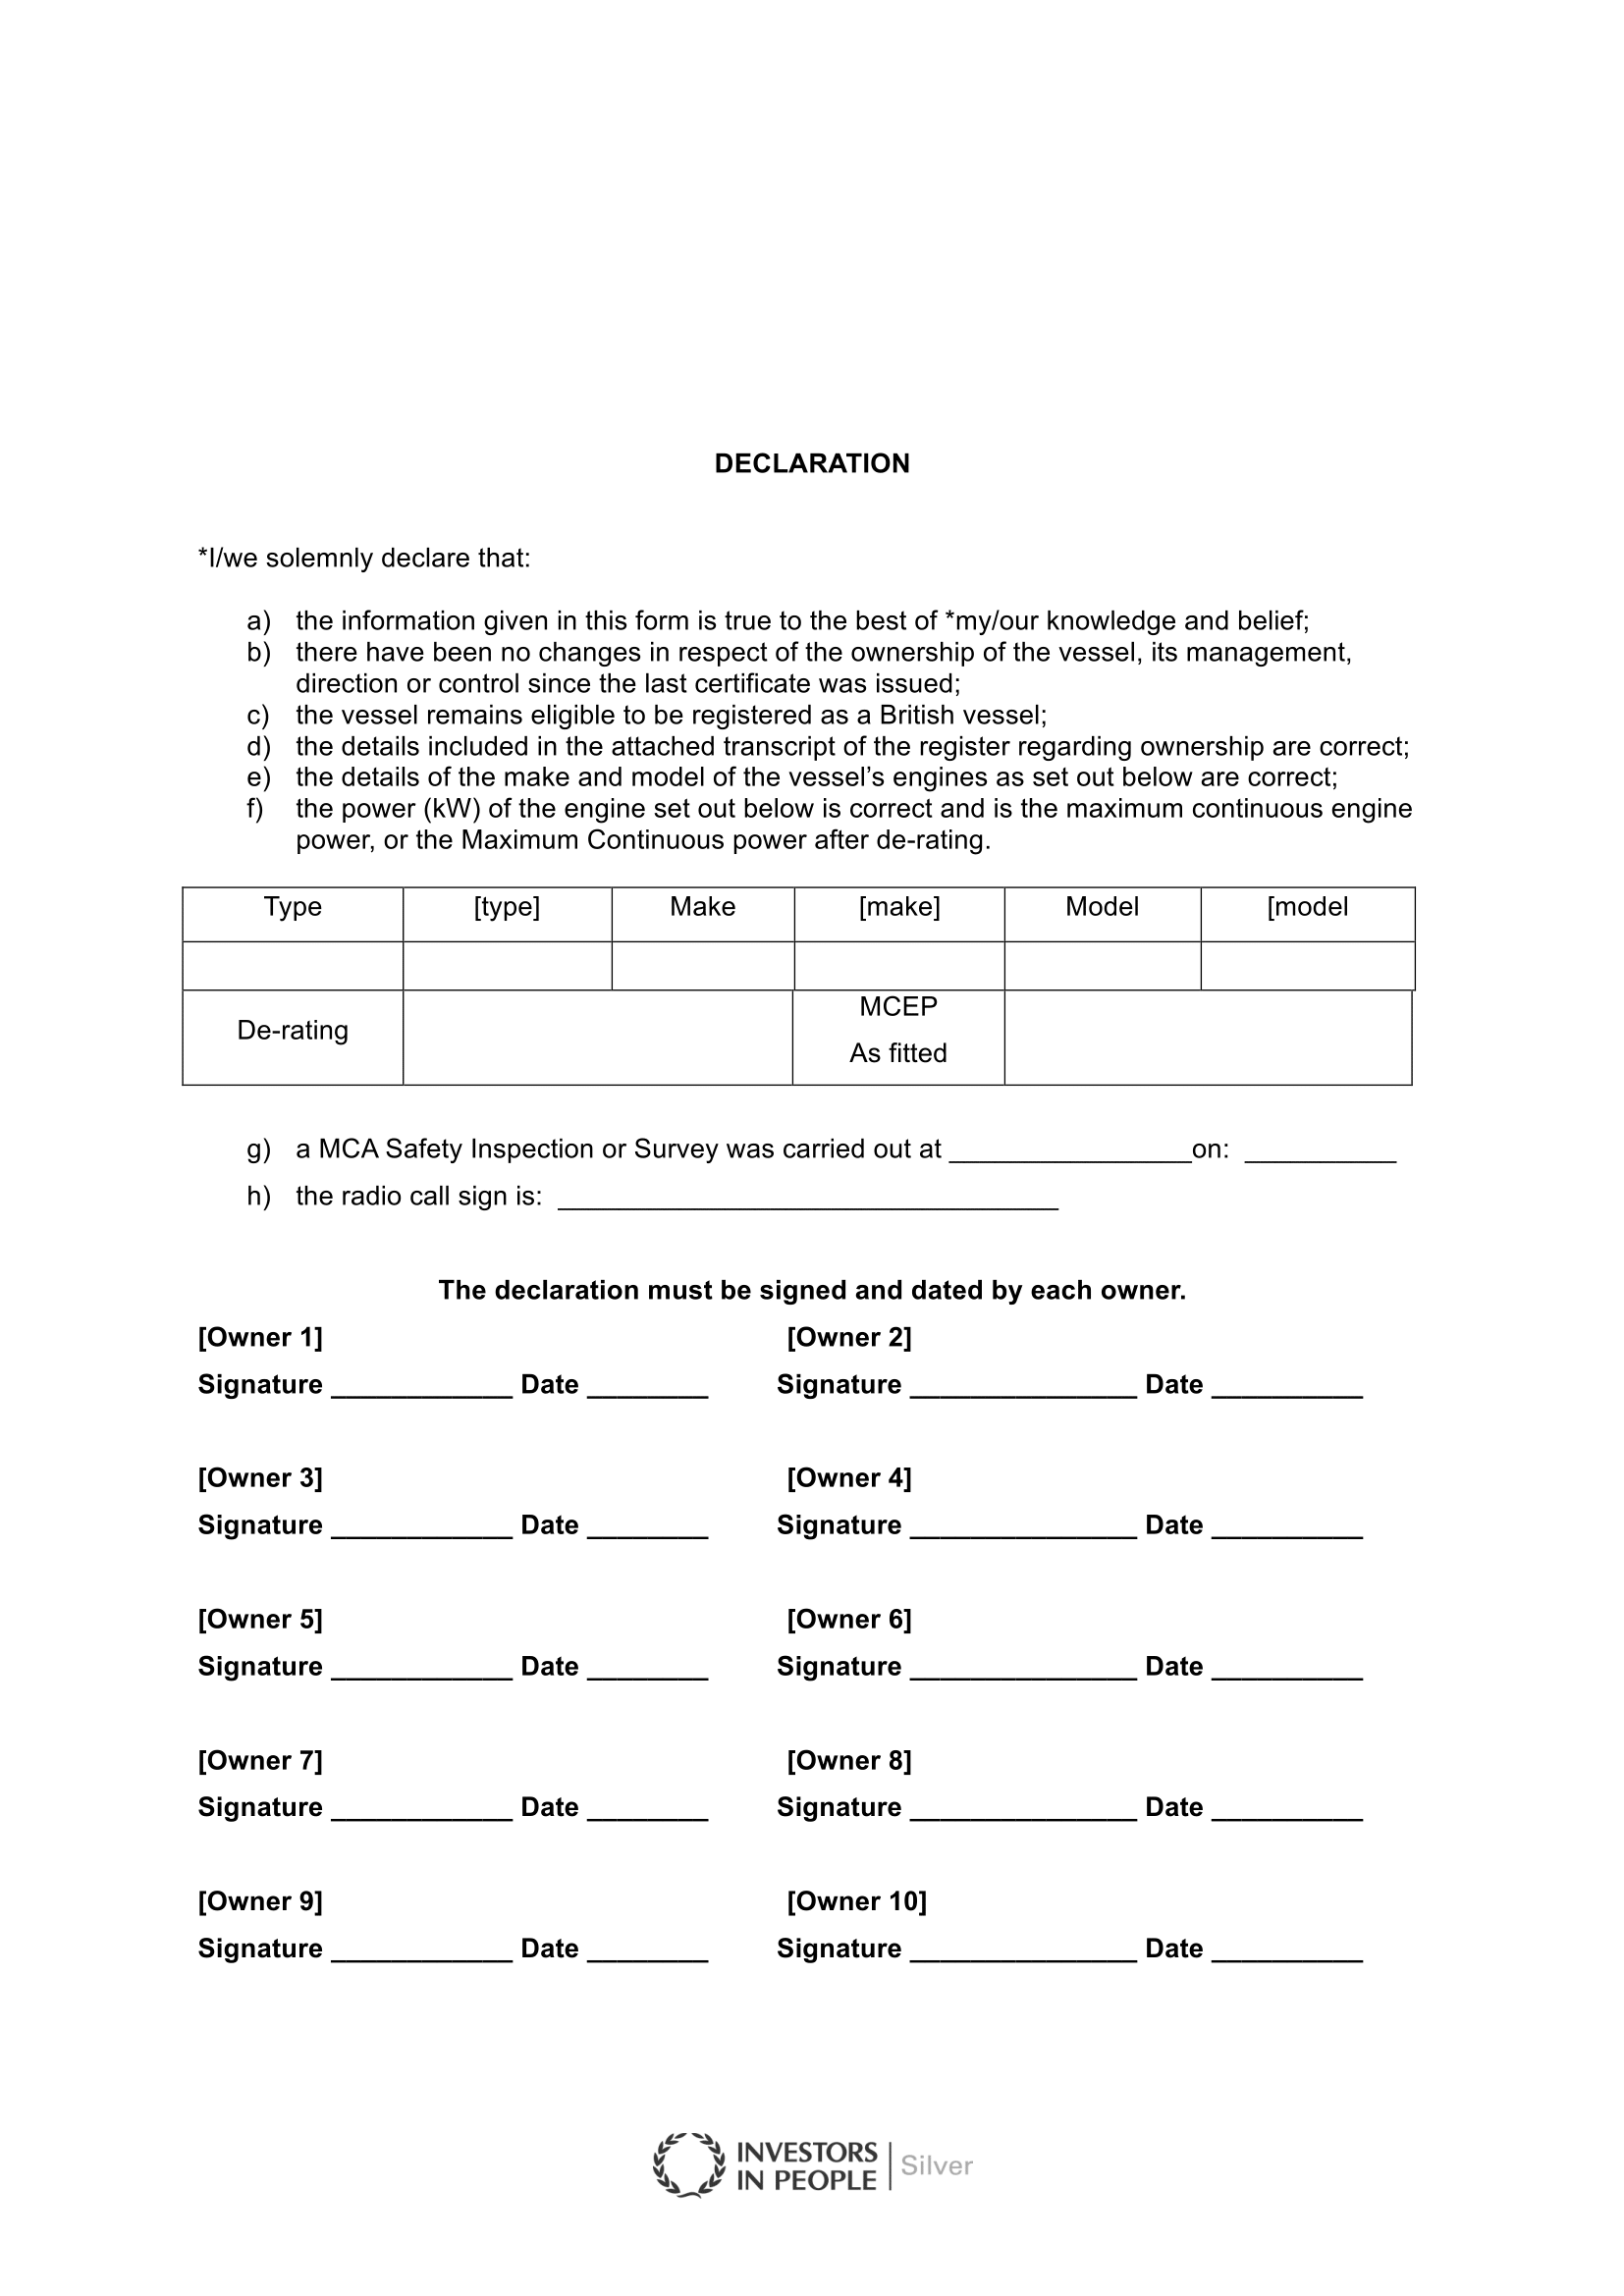 DECLARATION
*I/we solemnly declare that:
a) the information given in this form is true to the best of *my/our knowledge and belief;
b) there have been no changes in respect of the ownership of the vessel, its management,
direction or control since the last certificate was issued;
c) the vessel remains eligible to be registered as a British vessel;
d) the details included in the attached transcript of the register regarding ownership are correct;
e) the details of the make and model of the vessel’s engines as set out below are correct;
f) the power (kW) of the engine set out below is correct and is the maximum continuous engine
power, or the Maximum Continuous power after de-rating.
Type [type] Make [make] Model [model
De-rating MCEP
As fitted
g) a MCA Safety Inspection or Survey was carried out at ________________on: __________
h) the radio call sign is: _________________________________
The declaration must be signed and dated by each owner.
[Owner 1] [Owner 2]
Signature ____________ Date ________ Signature _______________ Date __________
[Owner 3] [Owner 4]
Signature ____________ Date ________ Signature _______________ Date __________
[Owner 5] [Owner 6]
Signature ____________ Date ________ Signature _______________ Date __________
[Owner 7] [Owner 8]
Signature ____________ Date ________ Signature _______________ Date __________
[Owner 9] [Owner 10]
Signature ____________ Date ________ Signature _______________ Date __________
INVESTORS
IN PEOPLE Silver